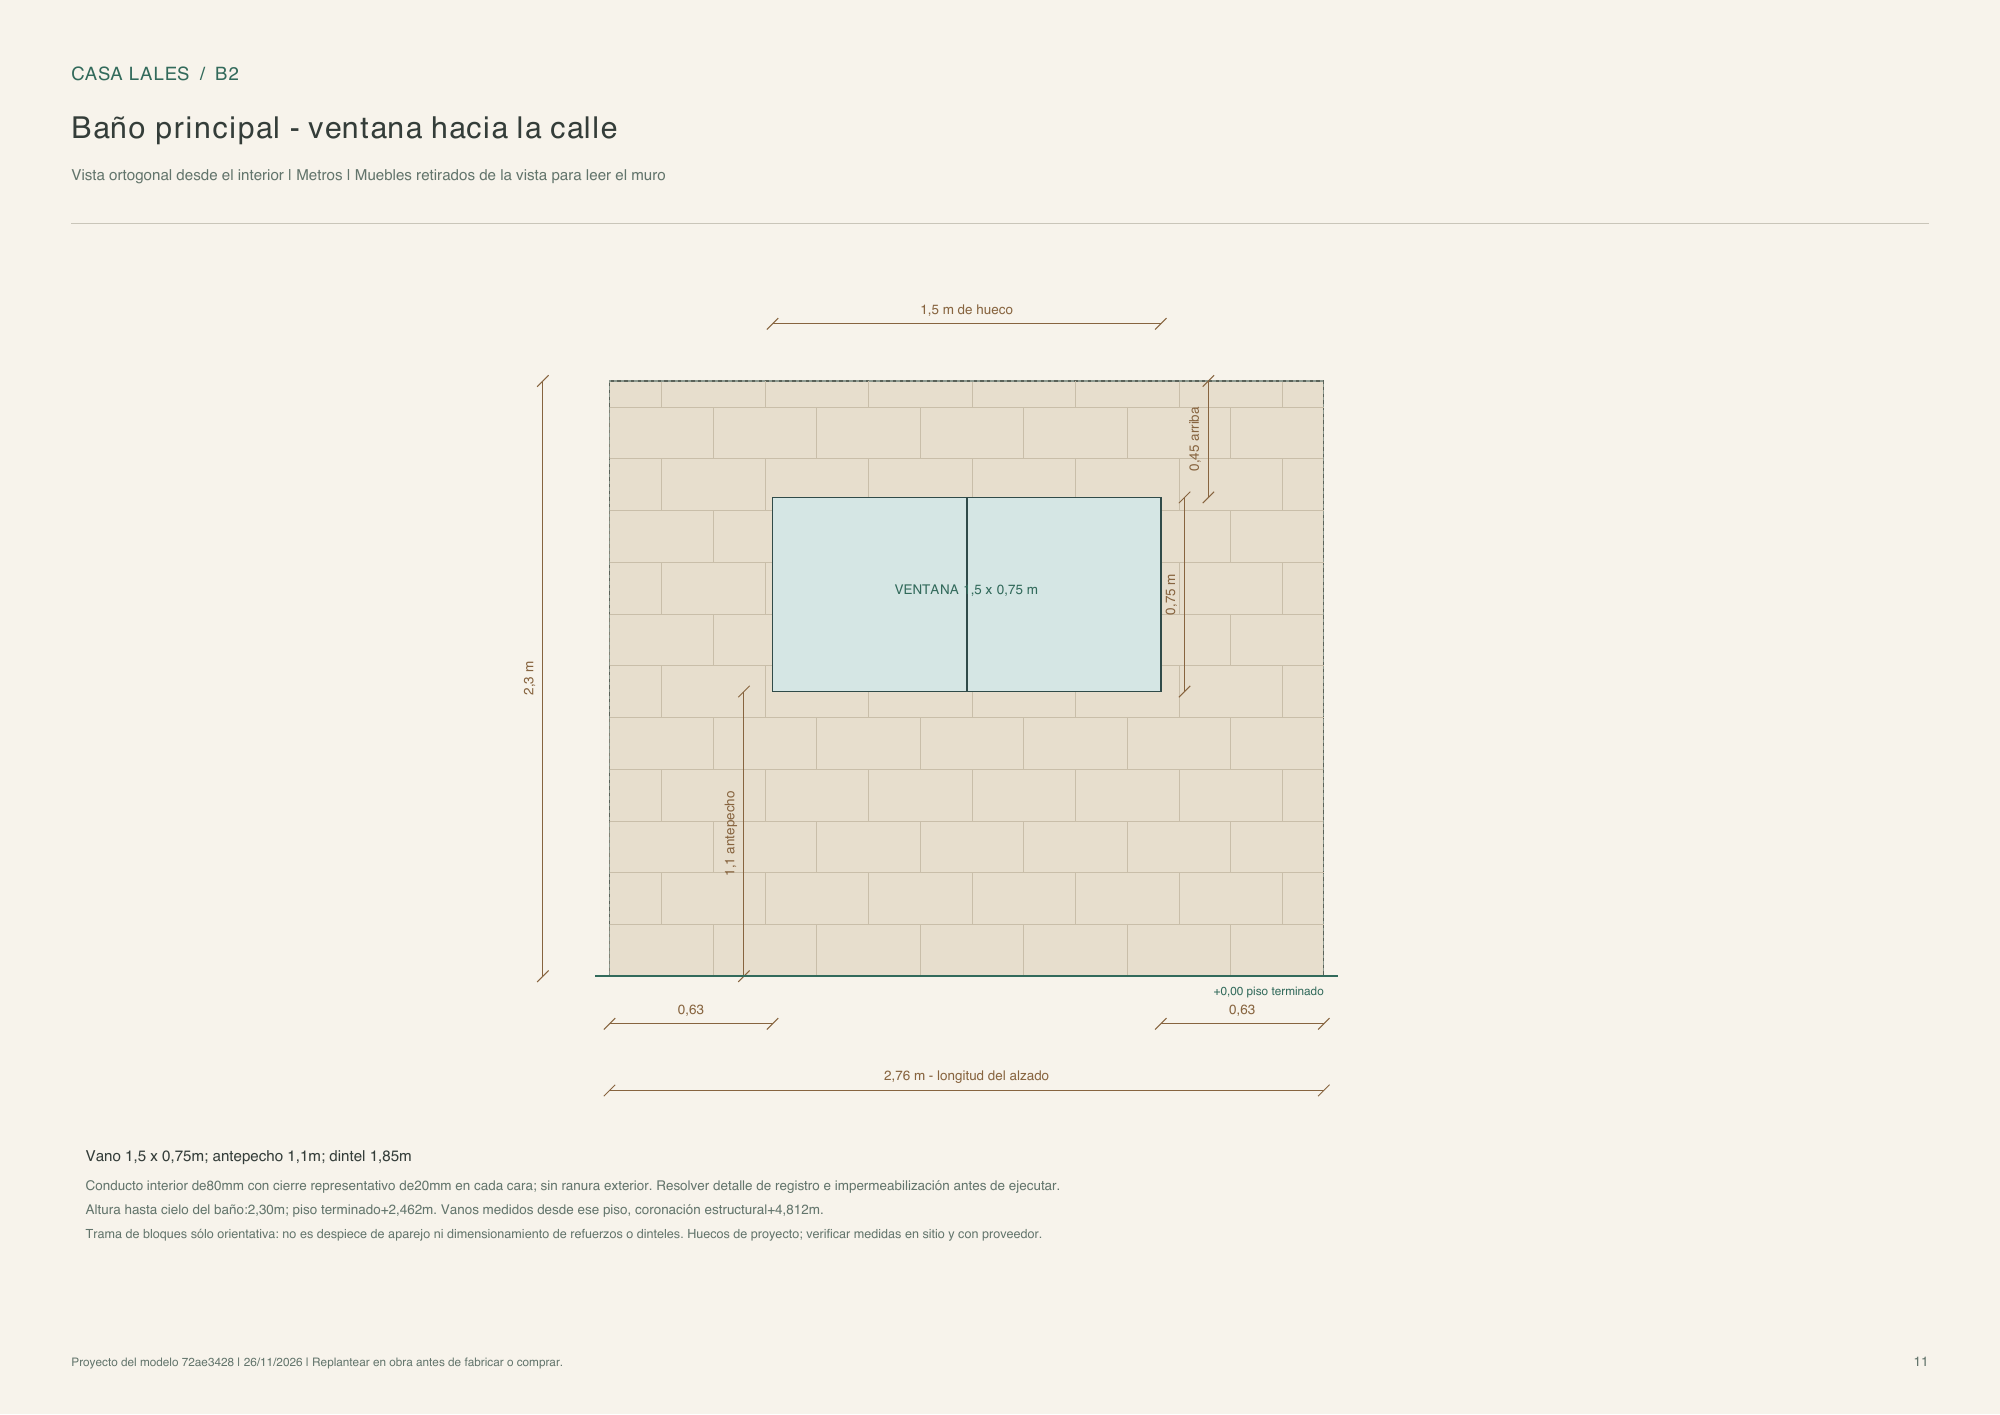 CASA LALES / B2
Baño principal - ventana hacia la calle
Vista ortogonal desde el interior | Metros | Muebles retirados de la vista para leer el muro
1,5 m de hueco
0,45 arriba
VENTANA 1,5 x 0,75 m
0,75 m
2,3 m
1,1 antepecho
+0,00 piso terminado
0,63
0,63
2,76 m - longitud del alzado
Vano 1,5 x 0,75m; antepecho 1,1m; dintel 1,85m
Conducto interior de80mm con cierre representativo de20mm en cada cara; sin ranura exterior. Resolver detalle de registro e impermeabilización antes de ejecutar.
Altura hasta cielo del baño:2,30m; piso terminado+2,462m. Vanos medidos desde ese piso, coronación estructural+4,812m.
Trama de bloques sólo orientativa: no es despiece de aparejo ni dimensionamiento de refuerzos o dinteles. Huecos de proyecto; verificar medidas en sitio y con proveedor.
Proyecto del modelo 72ae3428 | 26/11/2026 | Replantear en obra antes de fabricar o comprar.
11